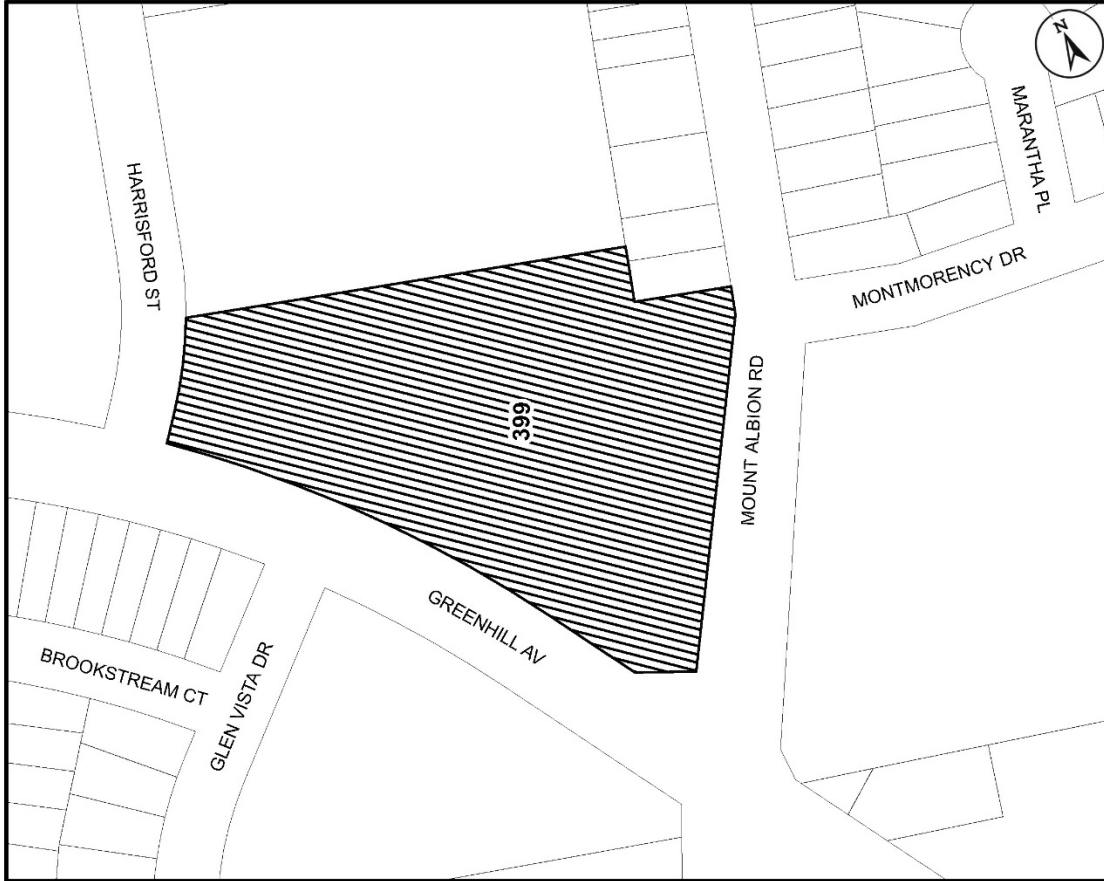 N
MARANTHA PL
HARRISFORD ST
MONTMORENCY DR
399
MOUNT ALBION RD
GREENHILL AV
BROOKSTREAM CT
GLEN VISTA DR